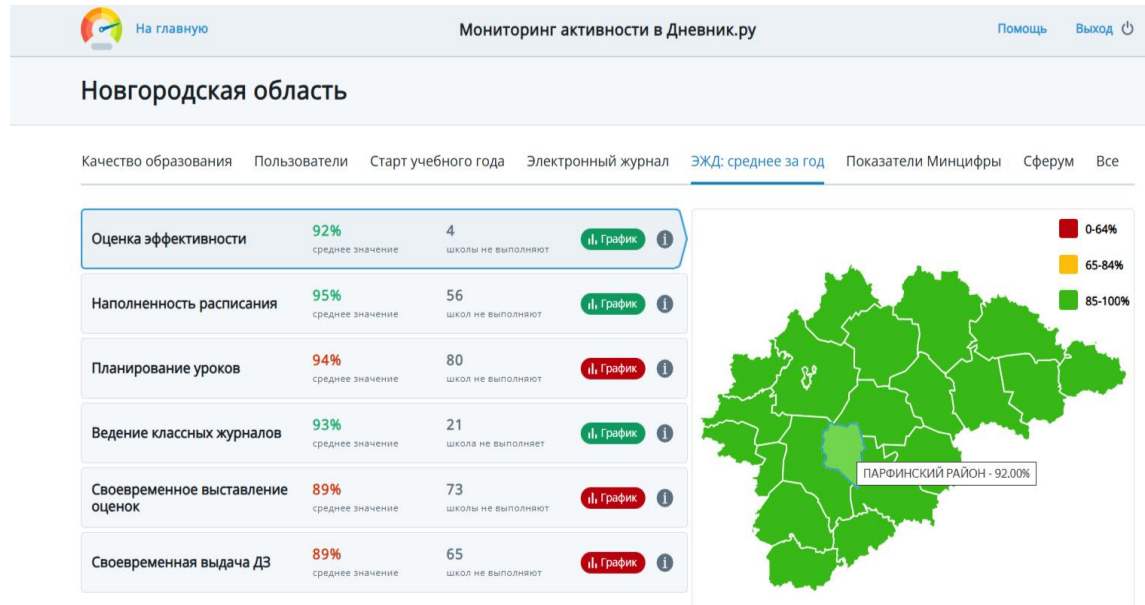 На главную
Мониторинг активности в Дневник.ру
Помощь
Выход
Новгородская область
Качество образования
Пользователи
Старт учебного года
Электронный журнал
ЭЖД: среднее за год
Показатели Минцифры
Сферум
Все
Оценка эффективности
92%
среднее значение
4
школы не выполняют
График
Наполненность расписания
95%
среднее значение
56
школ не выполняют
График
Планирование уроков
94%
среднее значение
80
школ не выполняют
График
Ведение классных журналов
93%
среднее значение
21
школа не выполняет
График
Своевременное выставление
оценок
89%
среднее значение
73
школы не выполняют
График
Своевременная выдача ДЗ
89%
среднее значение
65
школ не выполняют
График
0-64%
65-84%
85-100%
ПАРФИНСКИЙ РАЙОН - 92.00%